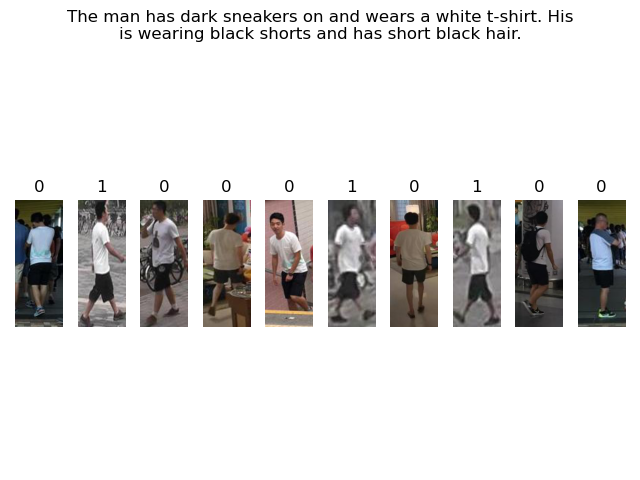 The man has dark sneakers on and wears a white t-shirt. His
is wearing black shorts and has short black hair.
0 1 0 0 0 1 0 1 0 0